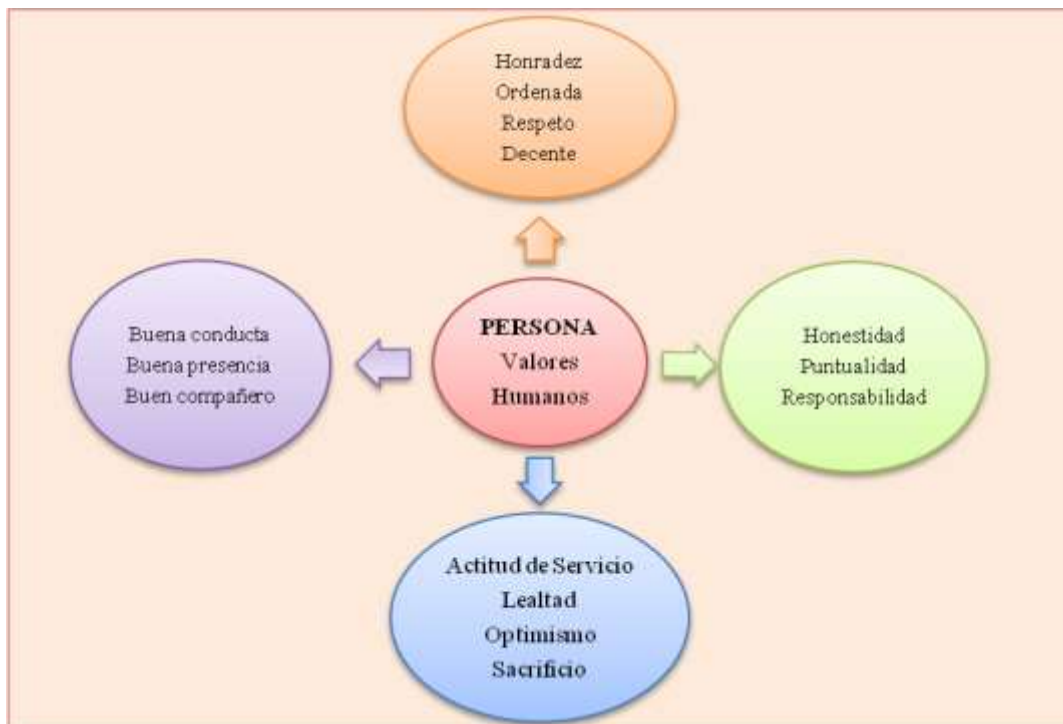 Honradez
Ordenada
Respeto
Decente
Buena conducta
Buena presencia
Buen compañero
PERSONA
Valores
Humanos
Honestidad
Puntualidad
Responsabilidad
Actitud de Servicio
Lealtad
Optimismo
Sacrificio